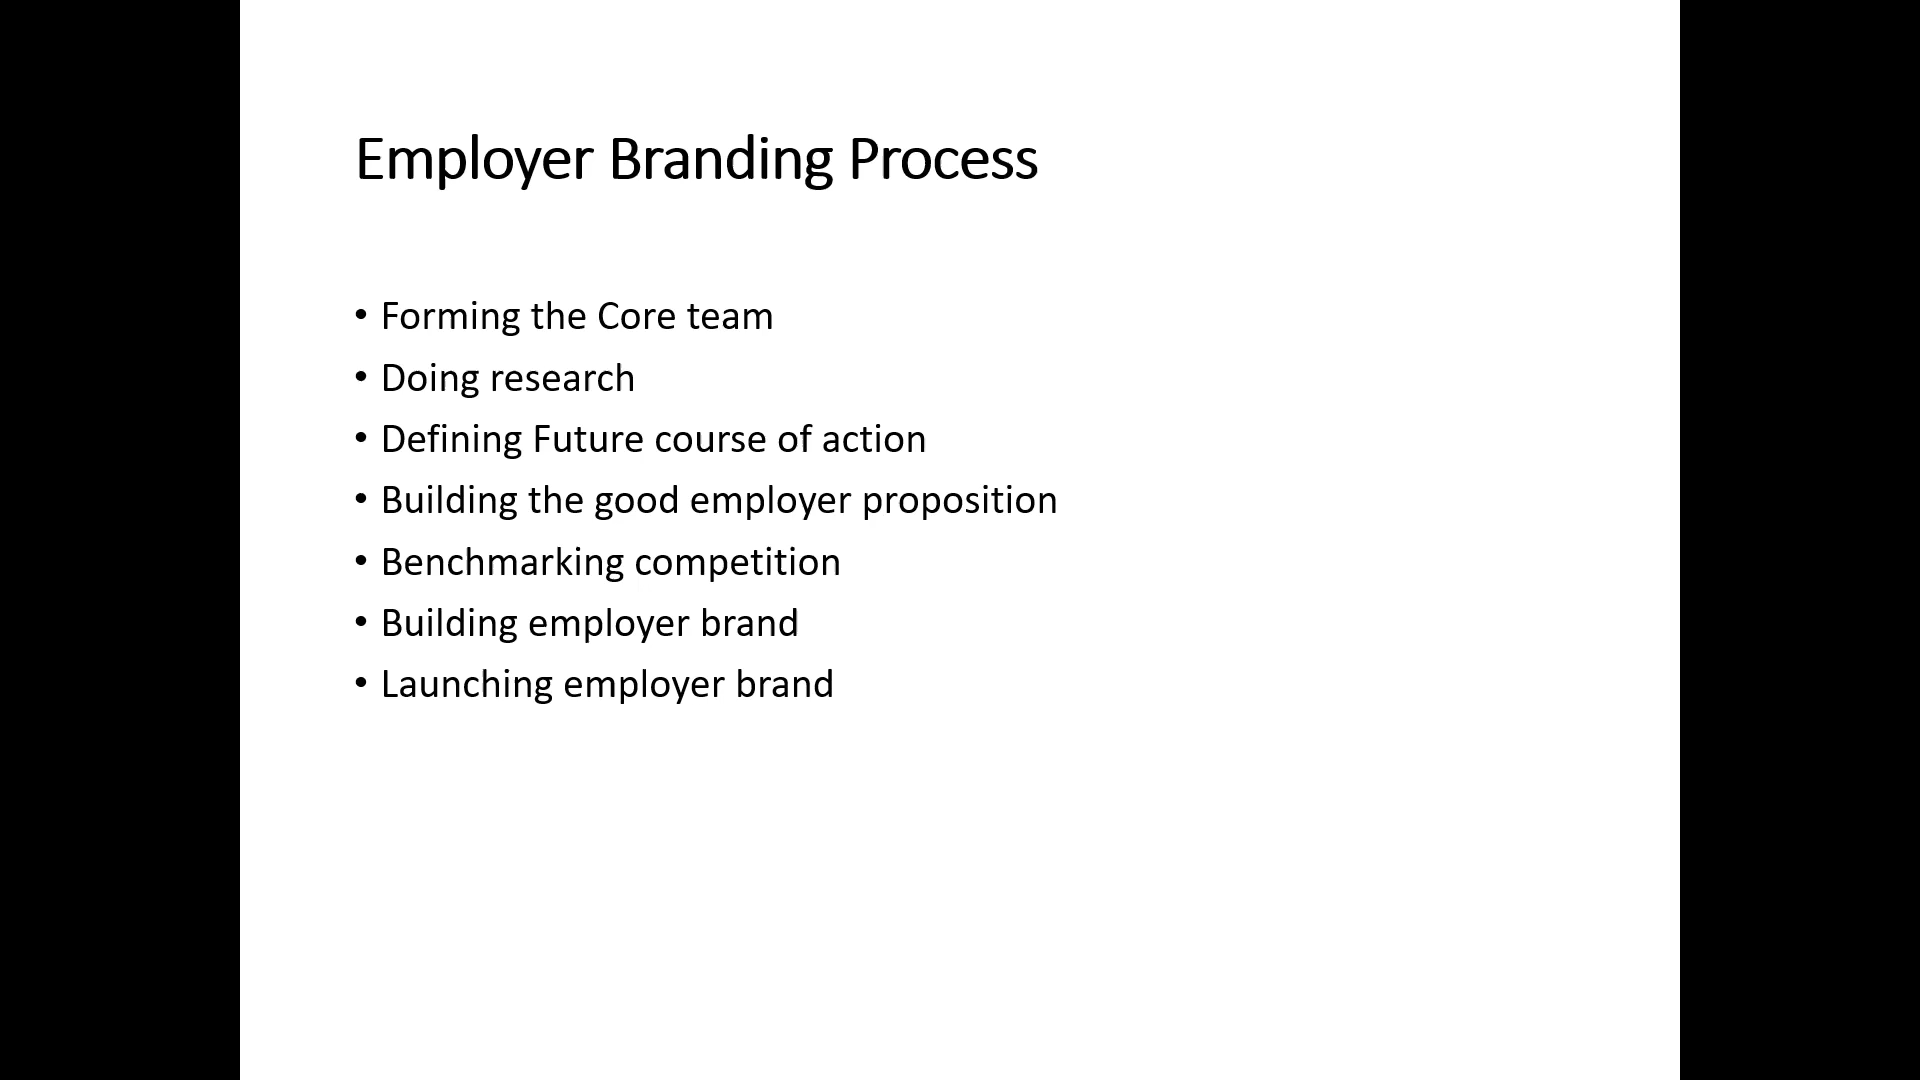 Employer Branding Process
• Forming the Core team
• Doing research
• Defining Future course of action
• Building the good employer proposition
• Benchmarking competition
• Building employer brand
• Launching employer brand